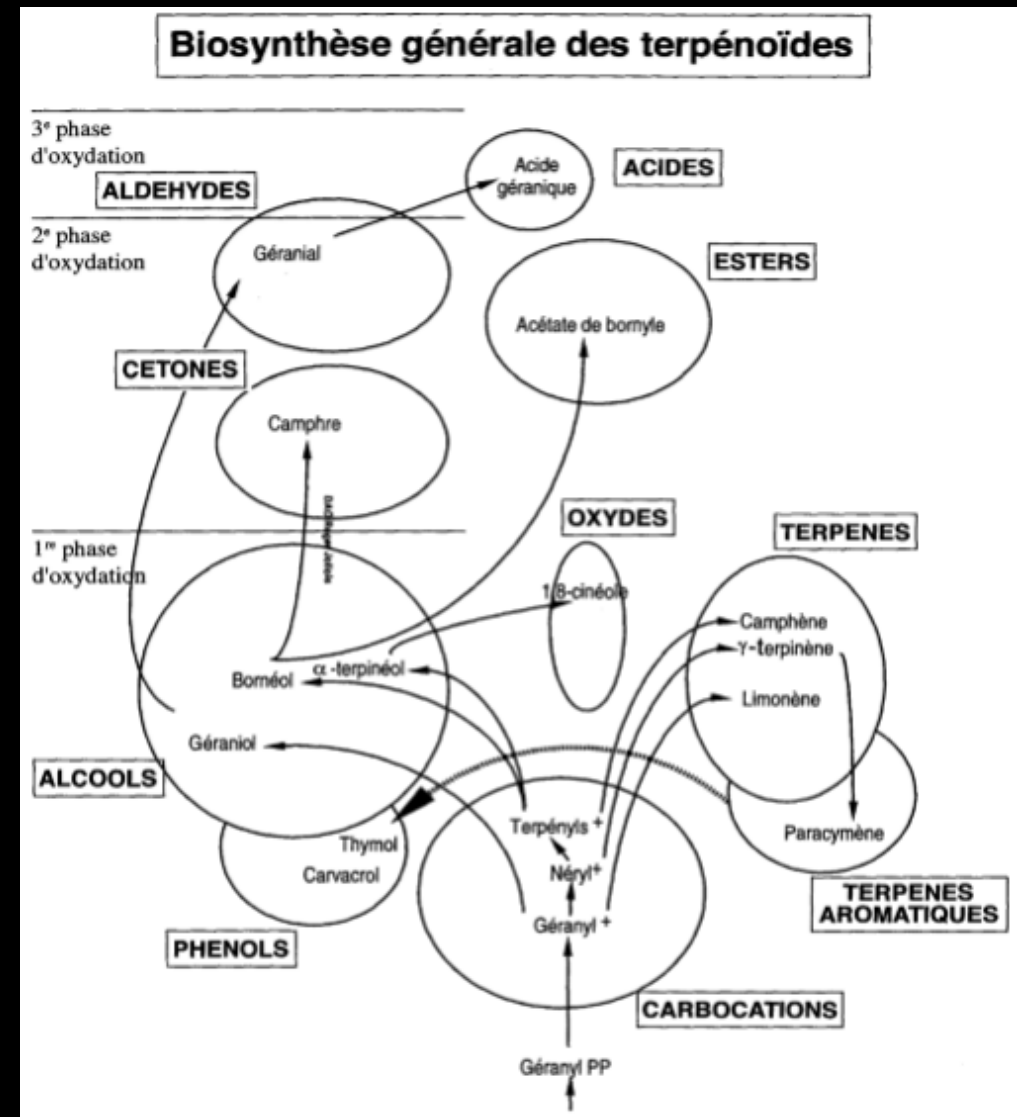 Biosynthèse générale des terpénoïdes
3e phase
d'oxydation
ALDEHYDES
Acide
géranique
ACIDES
2e phase
d'oxydation
Géranial
ESTERS
Acétate de bornyle
CETONES
Camphre
OXYDES
TERPENES
1re phase
d'oxydation
1,8-cinéole
Camphène
γ-terpinène
α-terpinéol
Bornéol
Limonène
Géraniol
ALCOOLS
Terpényls +
Thymol
Paracymène
Carvacrol
Néryl+
TERPENES
AROMATIQUES
Géranyl +
PHENOLS
CARBOCATIONS
Géranyl PP